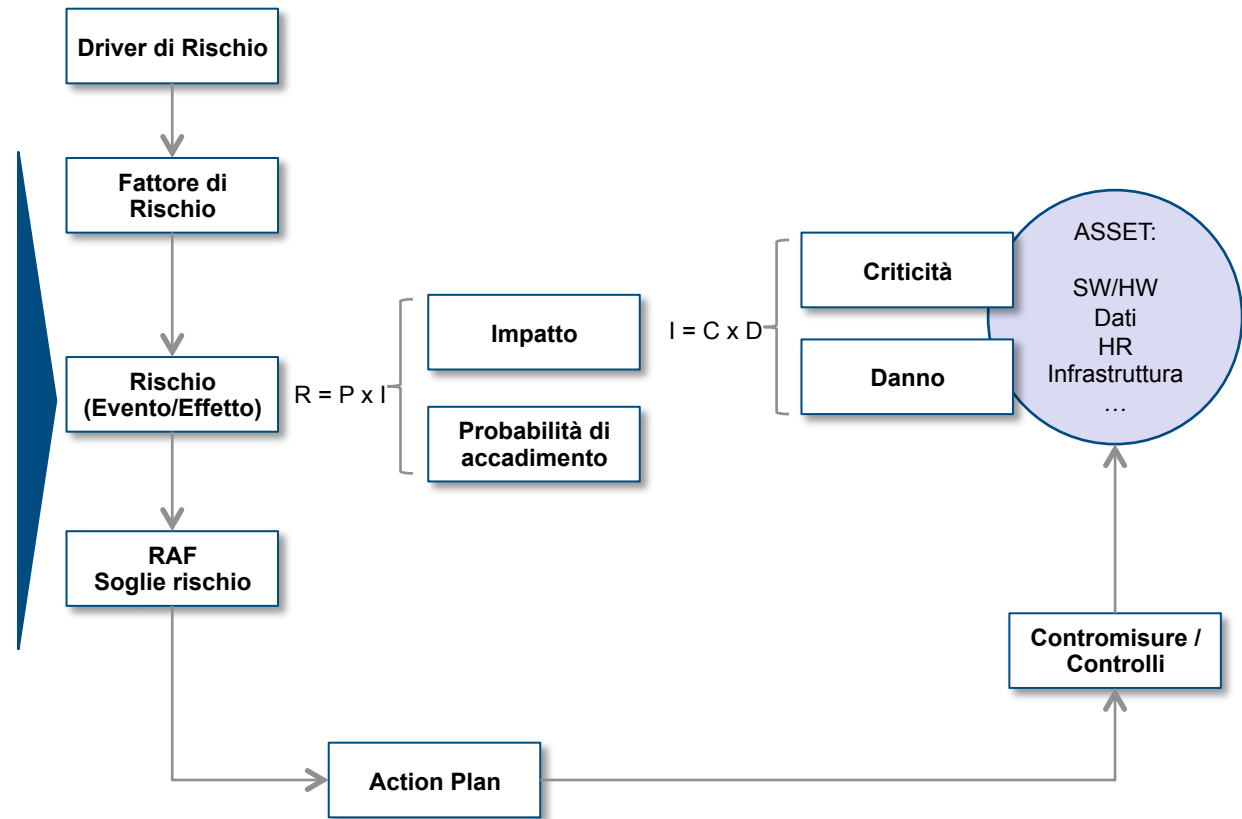 Driver di Rischio
Fattore di
Rischio
Rischio
(Evento/Effetto)
R = P x I
Impatto
Probabilità di
accadimento
I = C x D
Criticità
Danno
ASSET:
SW/HW
Dati
HR
Infrastruttura
…
RAF
Soglie rischio
Contromisure /
Controlli
Action Plan